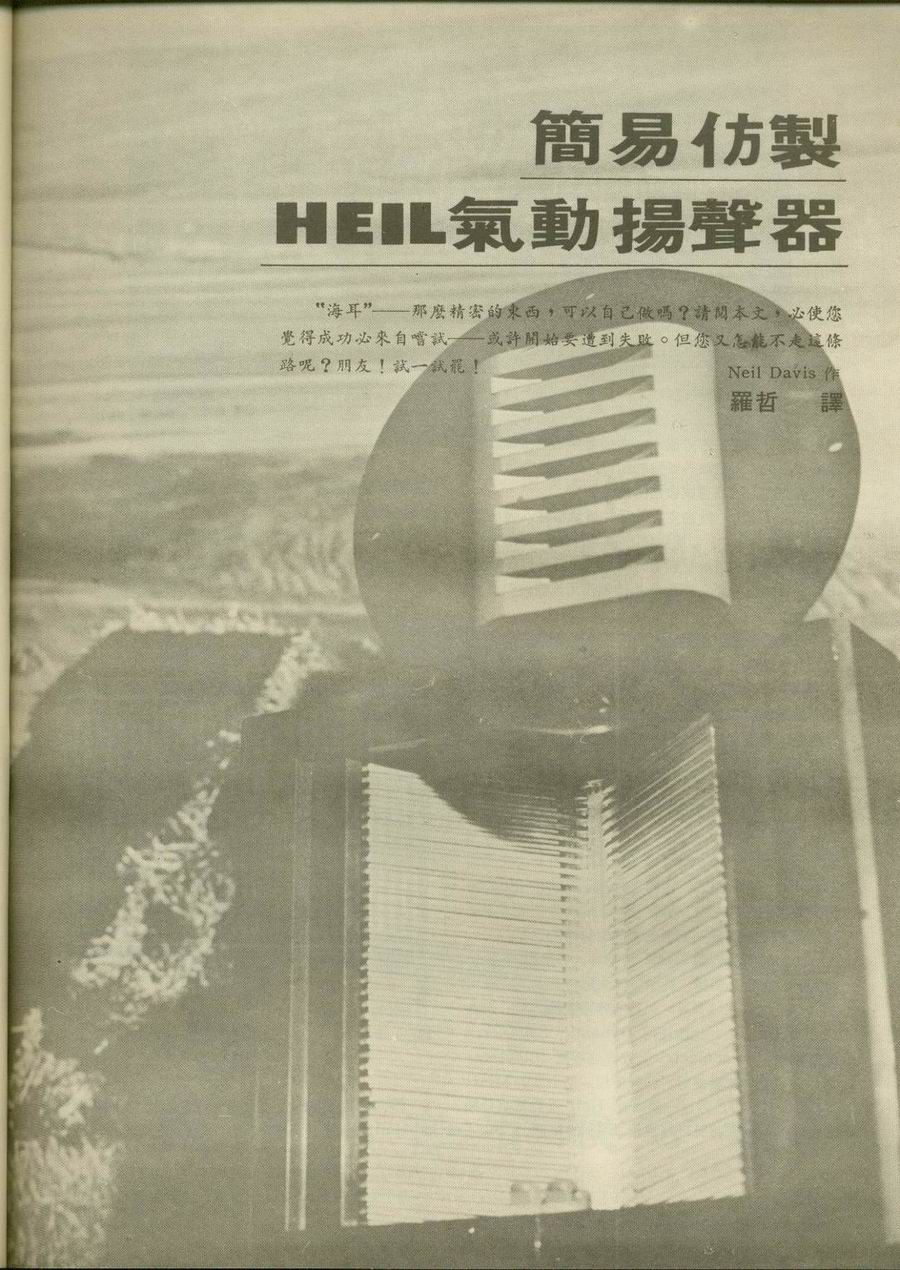 簡易仿製
HEIL氣動揚聲器
“海耳”——那麼精密的東西，可以自己做嗎？請閱本文，必使您
覺得成功必來自嚐試——或許開始要遭到失敗。但您又怎能不走這條
路呢？朋友！試一試罷！
Neil Davis 作
羅哲 譯